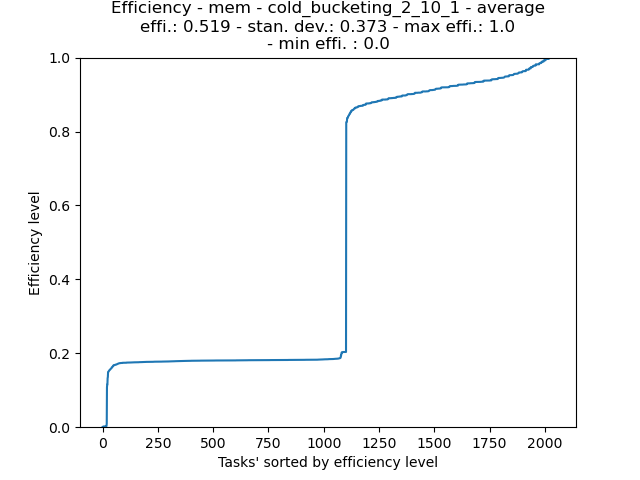 Efficiency - mem - cold_bucketing_2_10_1 - average
effi.: 0.519 - stan. dev.: 0.373 - max effi.: 1.0
- min effi. : 0.0
1.0
0.8
0.6
0.4
0.2
0.0
Efficiency level
0 250 500 750 1000 1250 1500 1750 2000
Tasks' sorted by efficiency level